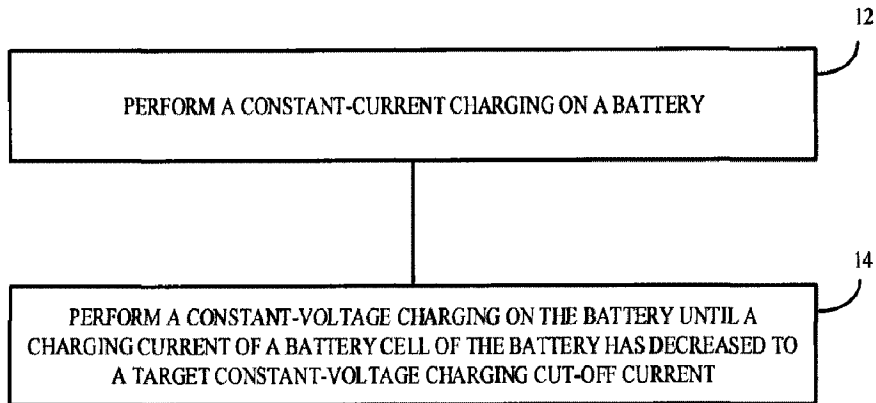 12
PERFORM A CONSTANT-CURRENT CHARGING ON A BATTERY
14
PERFORM A CONSTANT-VOLTAGE CHARGING ON THE BATTERY UNTIL A
CHARGING CURRENT OF A BATTERY CELL OF THE BATTERY HAS DECREASED TO
A TARGET CONSTANT-VOLTAGE CHARGING CUT-OFF CURRENT